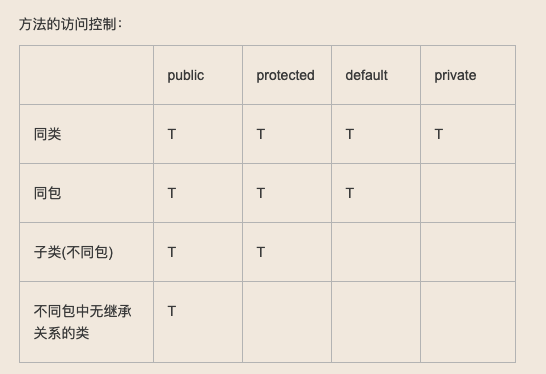 方法的访问控制：
public protected default private
同类 T T T T
同包 T T T
子类(不同包) T T
不同包中无继承 T
关系的类